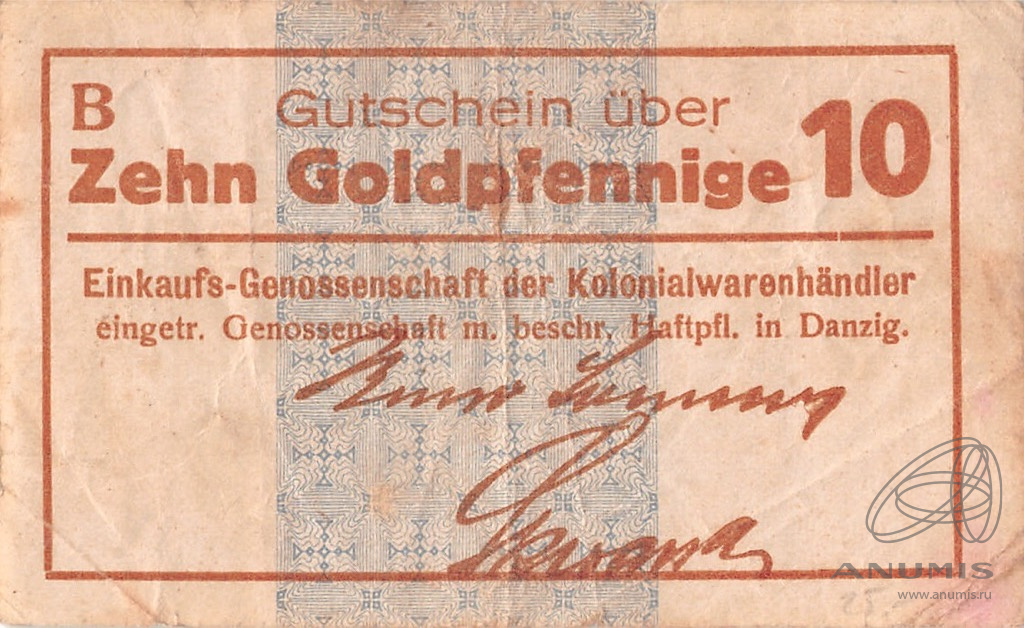 B
Gutschein über
Zehn Goldpfennige 10
Einkaufs-Genossenschaft der Kolonialwarenhändler
eingetr. Genossenschaft m. beschr. Haftpfl. in Danzig.
ANUMIS
www.anumis.ru